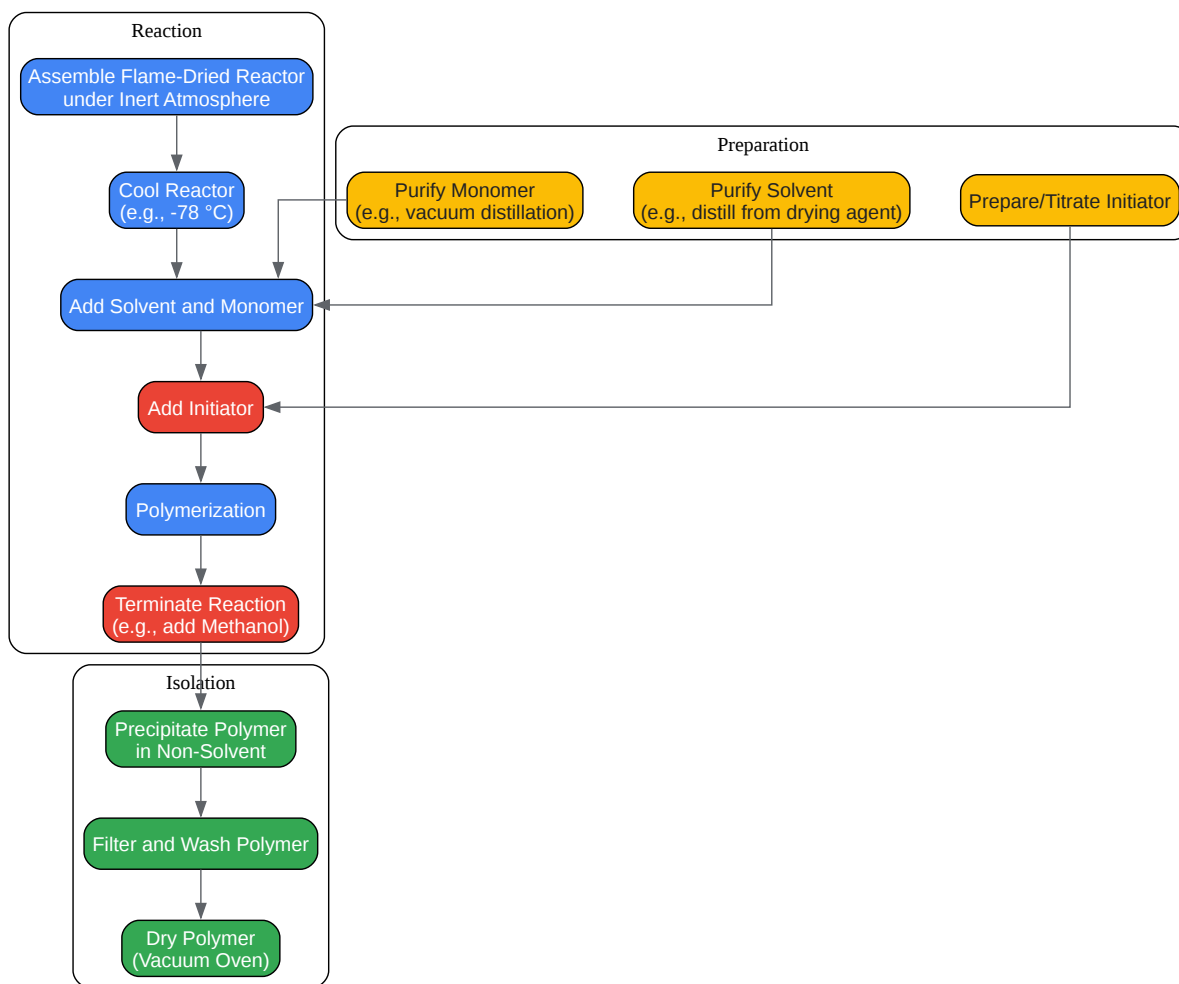 Reaction
Assemble Flame-Dried Reactor
under Inert Atmosphere
Cool Reactor
(e.g., -78 °C)
Preparation
Purify Monomer
(e.g., vacuum distillation)
Purify Solvent
(e.g., distill from drying agent)
Prepare/Titrate Initiator
Add Solvent and Monomer
Add Initiator
Polymerization
Terminate Reaction
(e.g., add Methanol)
Isolation
Precipitate Polymer
in Non-Solvent
Filter and Wash Polymer
Dry Polymer
(Vacuum Oven)